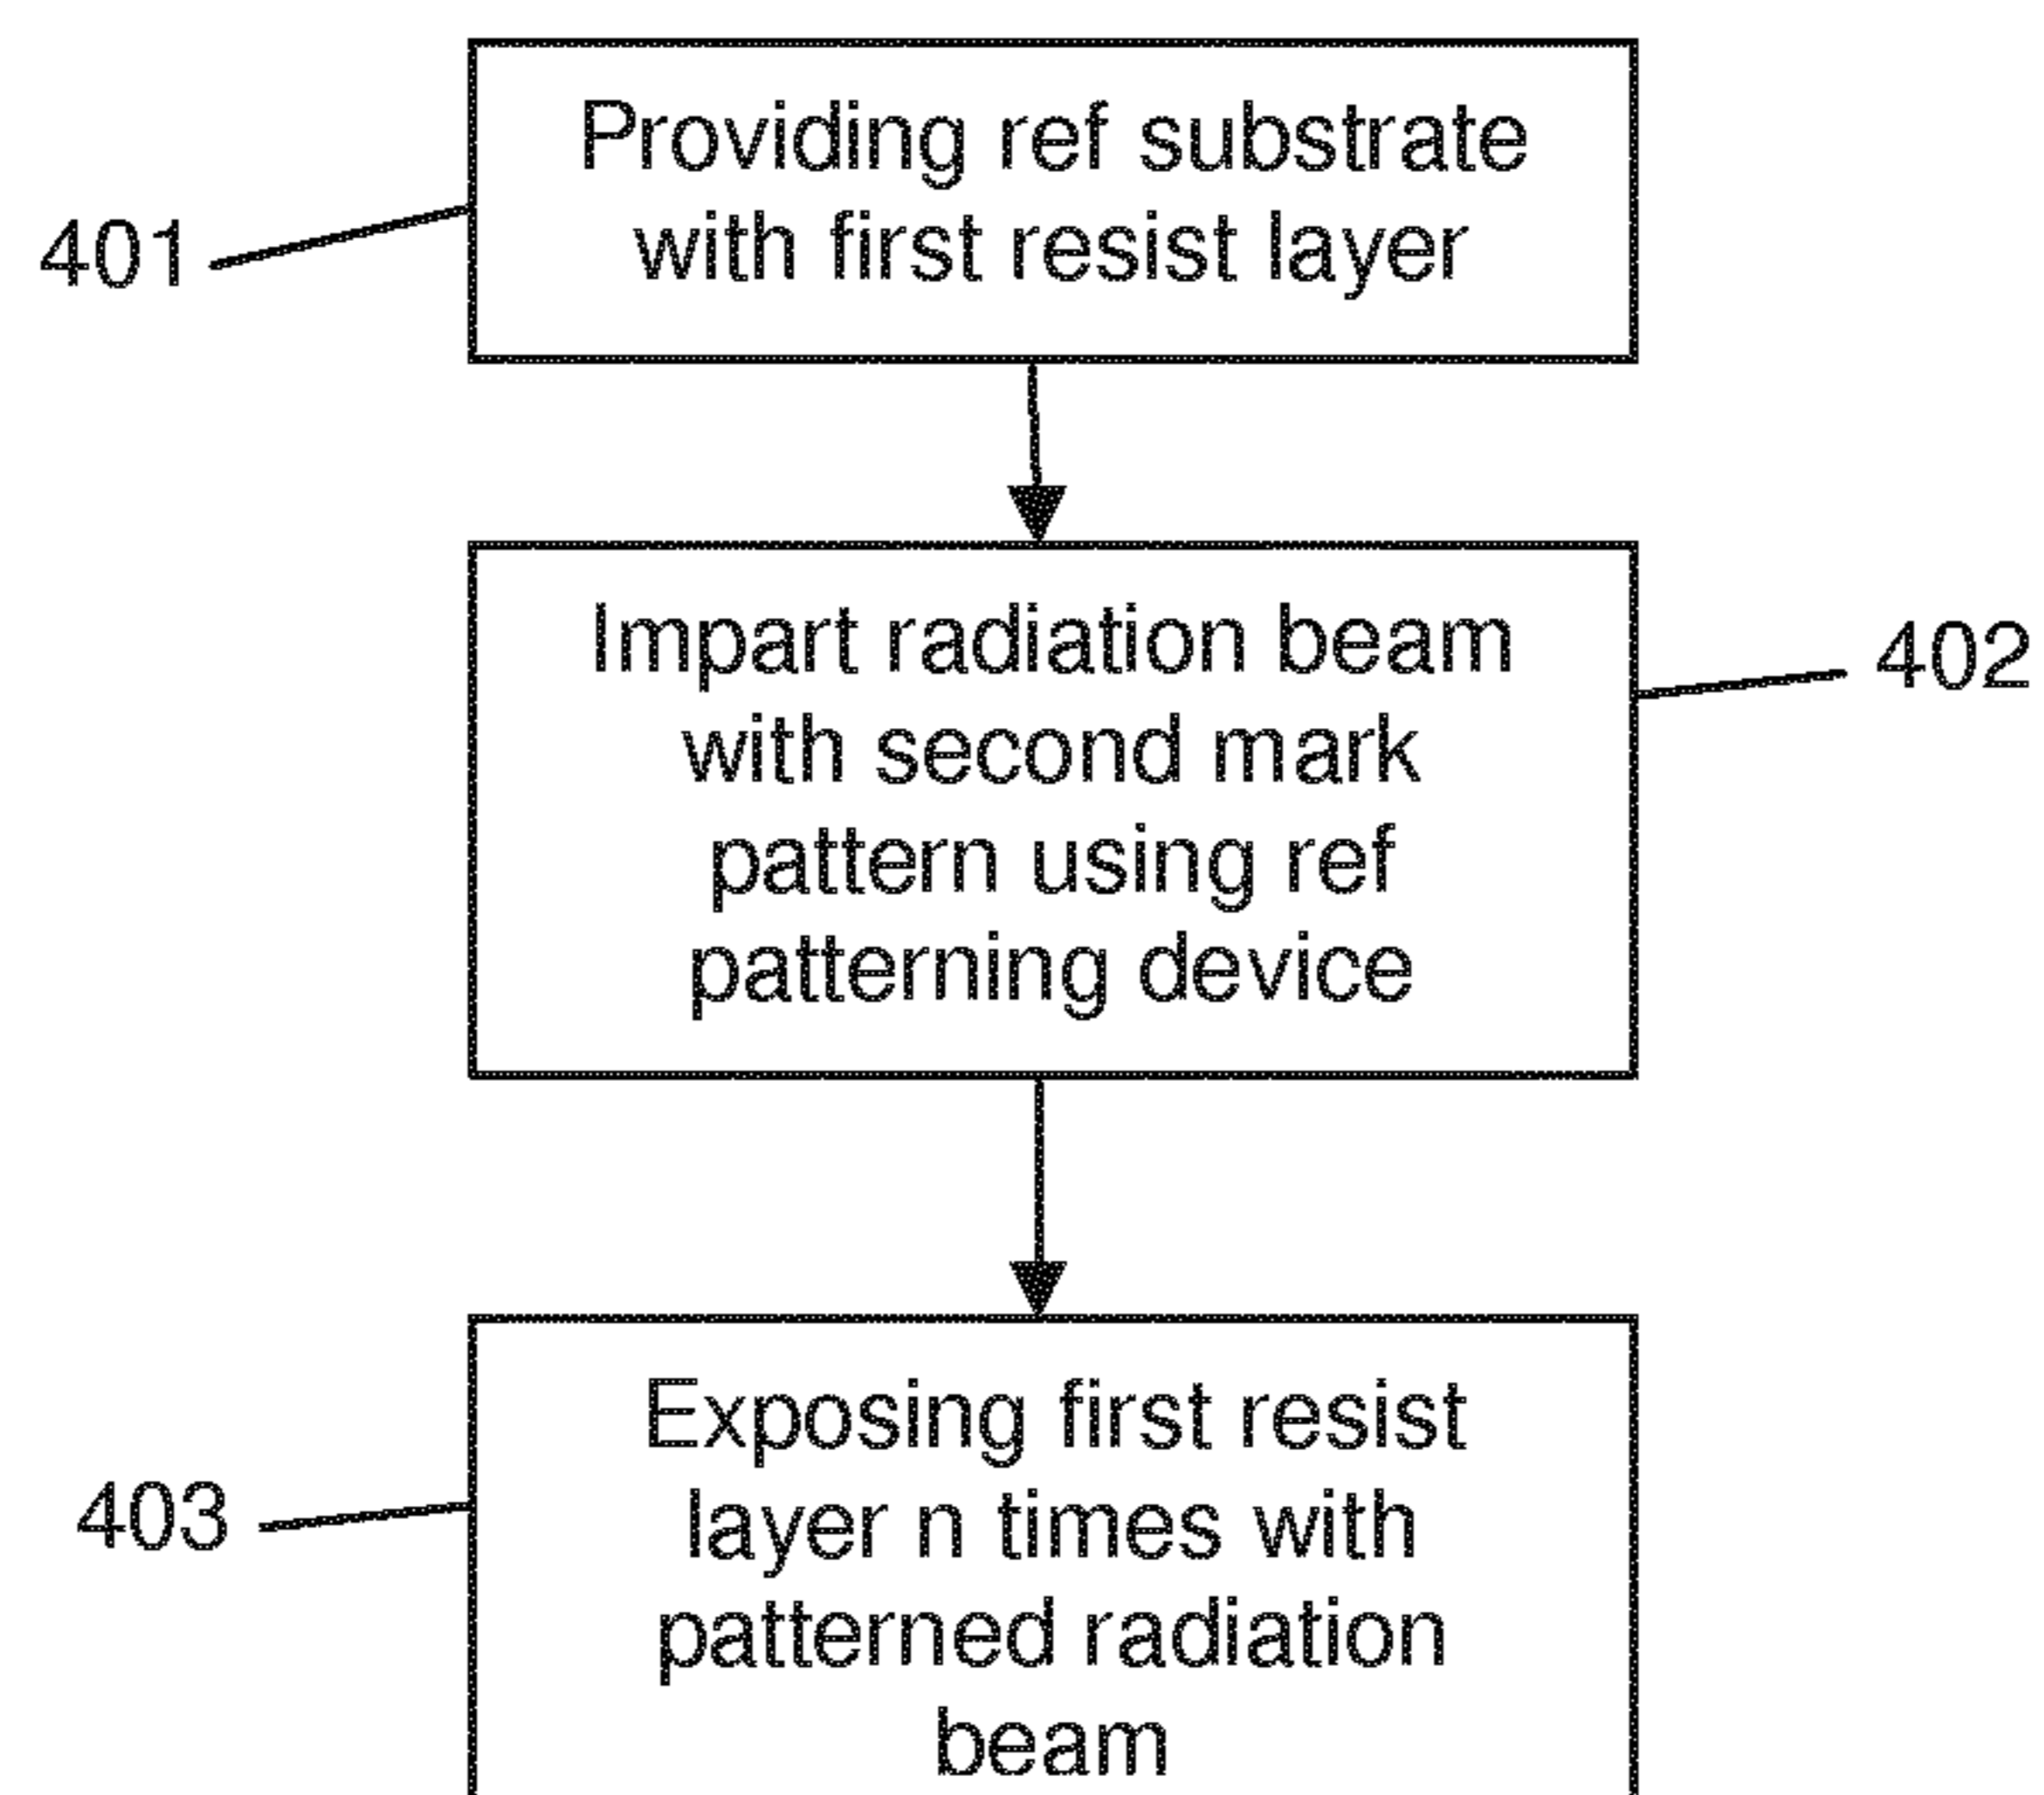 Providing ref substrate
with first resist layer
401
Impart radiation beam
with second mark
pattern using ref
patterning device
402
Exposing first resist
layer n times with
patterned radiation
beam
403